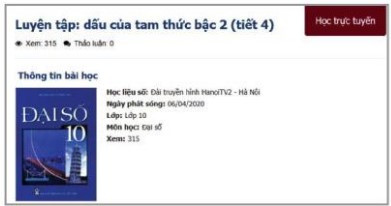 Luyện tập: dấu của tam thức bậc 2 (tiết 4)
Học trực tuyến
Xem: 315 Thảo luận: 0
Thông tin bài học
Học liệu số: Đài truyền hình HanoiTV2 - Hà Nội
Ngày phát sóng: 06/04/2020
Lớp: Lớp 10
Môn học: Đại số
Xem: 315
ĐẠI SỐ
10